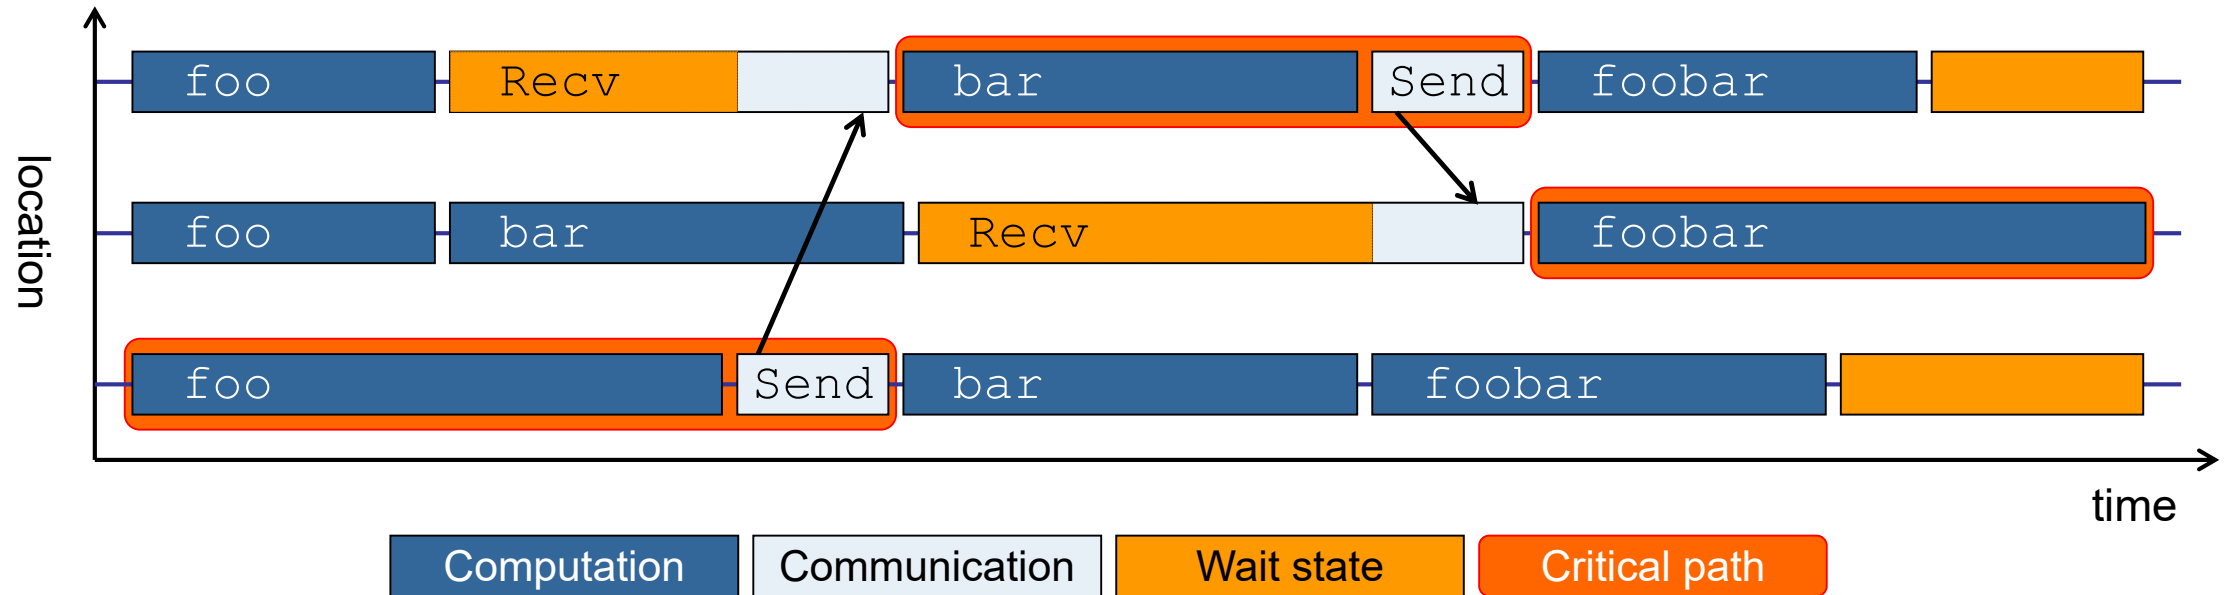 foo Recv bar Send foobar
location
foo bar Recv foobar
foo Send bar foobar
time
Computation Communication Wait state Critical path